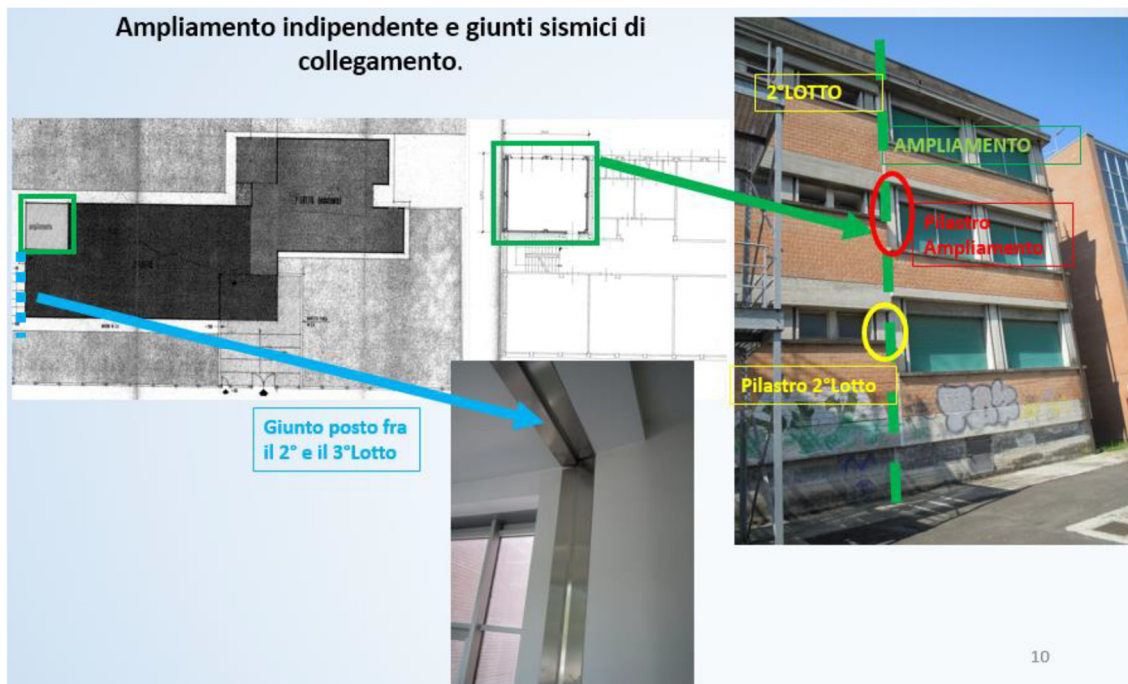 Ampliamento indipendente e giunti sismici di
collegamento.
2°LOTTO
AMPLIAMENTO
Pilastro
Ampliamento
Pilastro 2°Lotto
ampliamento
Giunto posto fra
il 2° e il 3°Lotto
10